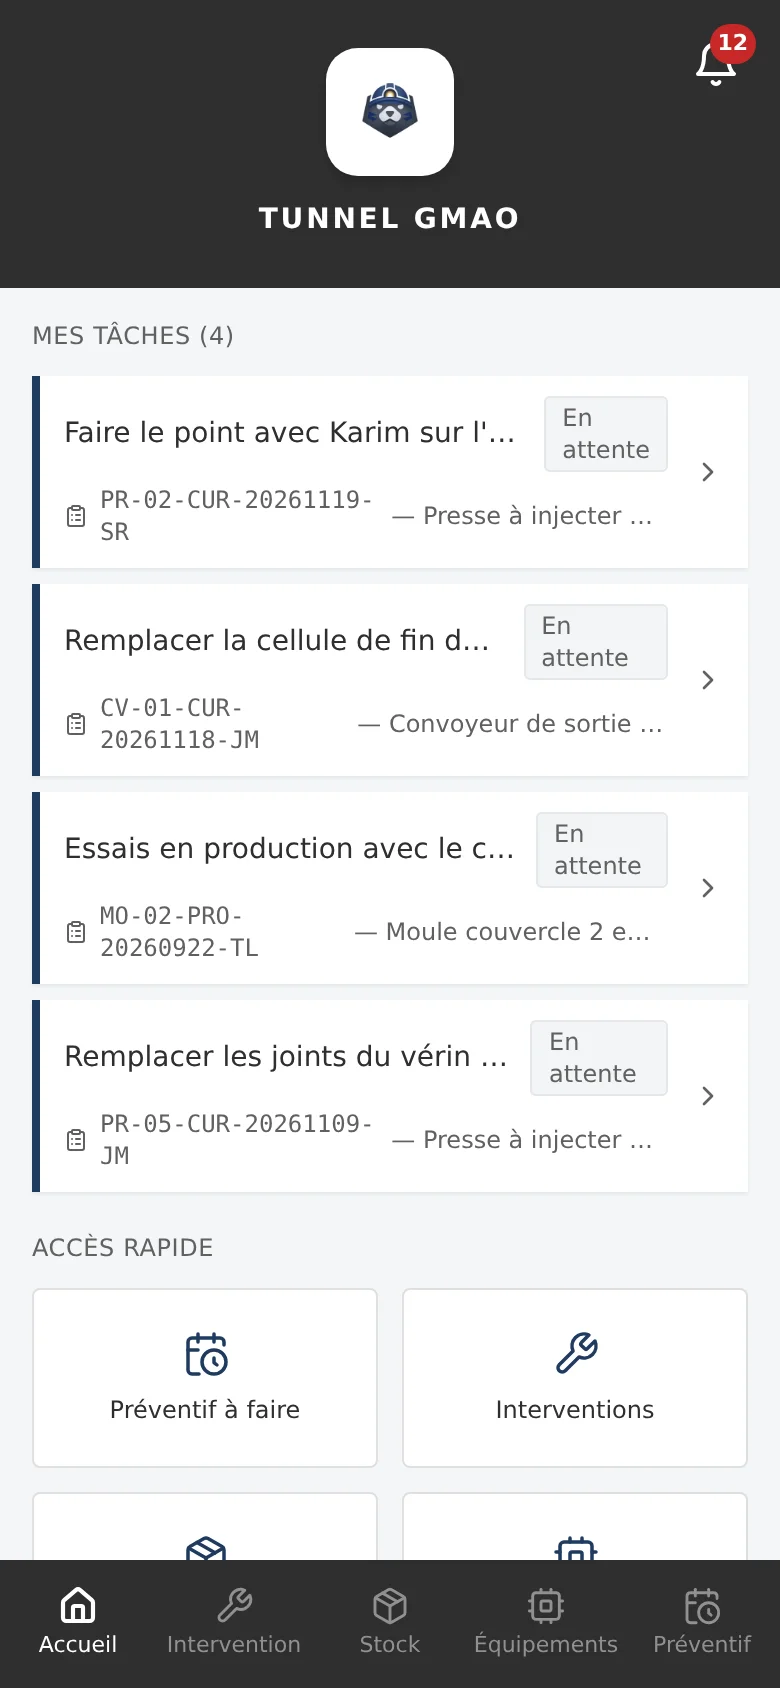 12
TUNNEL GMAO
MES TÂCHES (4)
Faire le point avec Karim sur l'...
En
attente
PR-02-CUR-20261119-
SR
— Presse à injecter ...
Remplacer la cellule de fin d...
En
attente
CV-01-CUR-
20261118-JM
— Convoyeur de sortie ...
Essais en production avec le c...
En
attente
MO-02-PRO-
20260922-TL
— Moule couvercle 2 e...
Remplacer les joints du vérin ...
En
attente
PR-05-CUR-20261109-
JM
— Presse à injecter ...
ACCÈS RAPIDE
Préventif à faire
Interventions
Accueil
Intervention
Stock
Équipements
Préventif